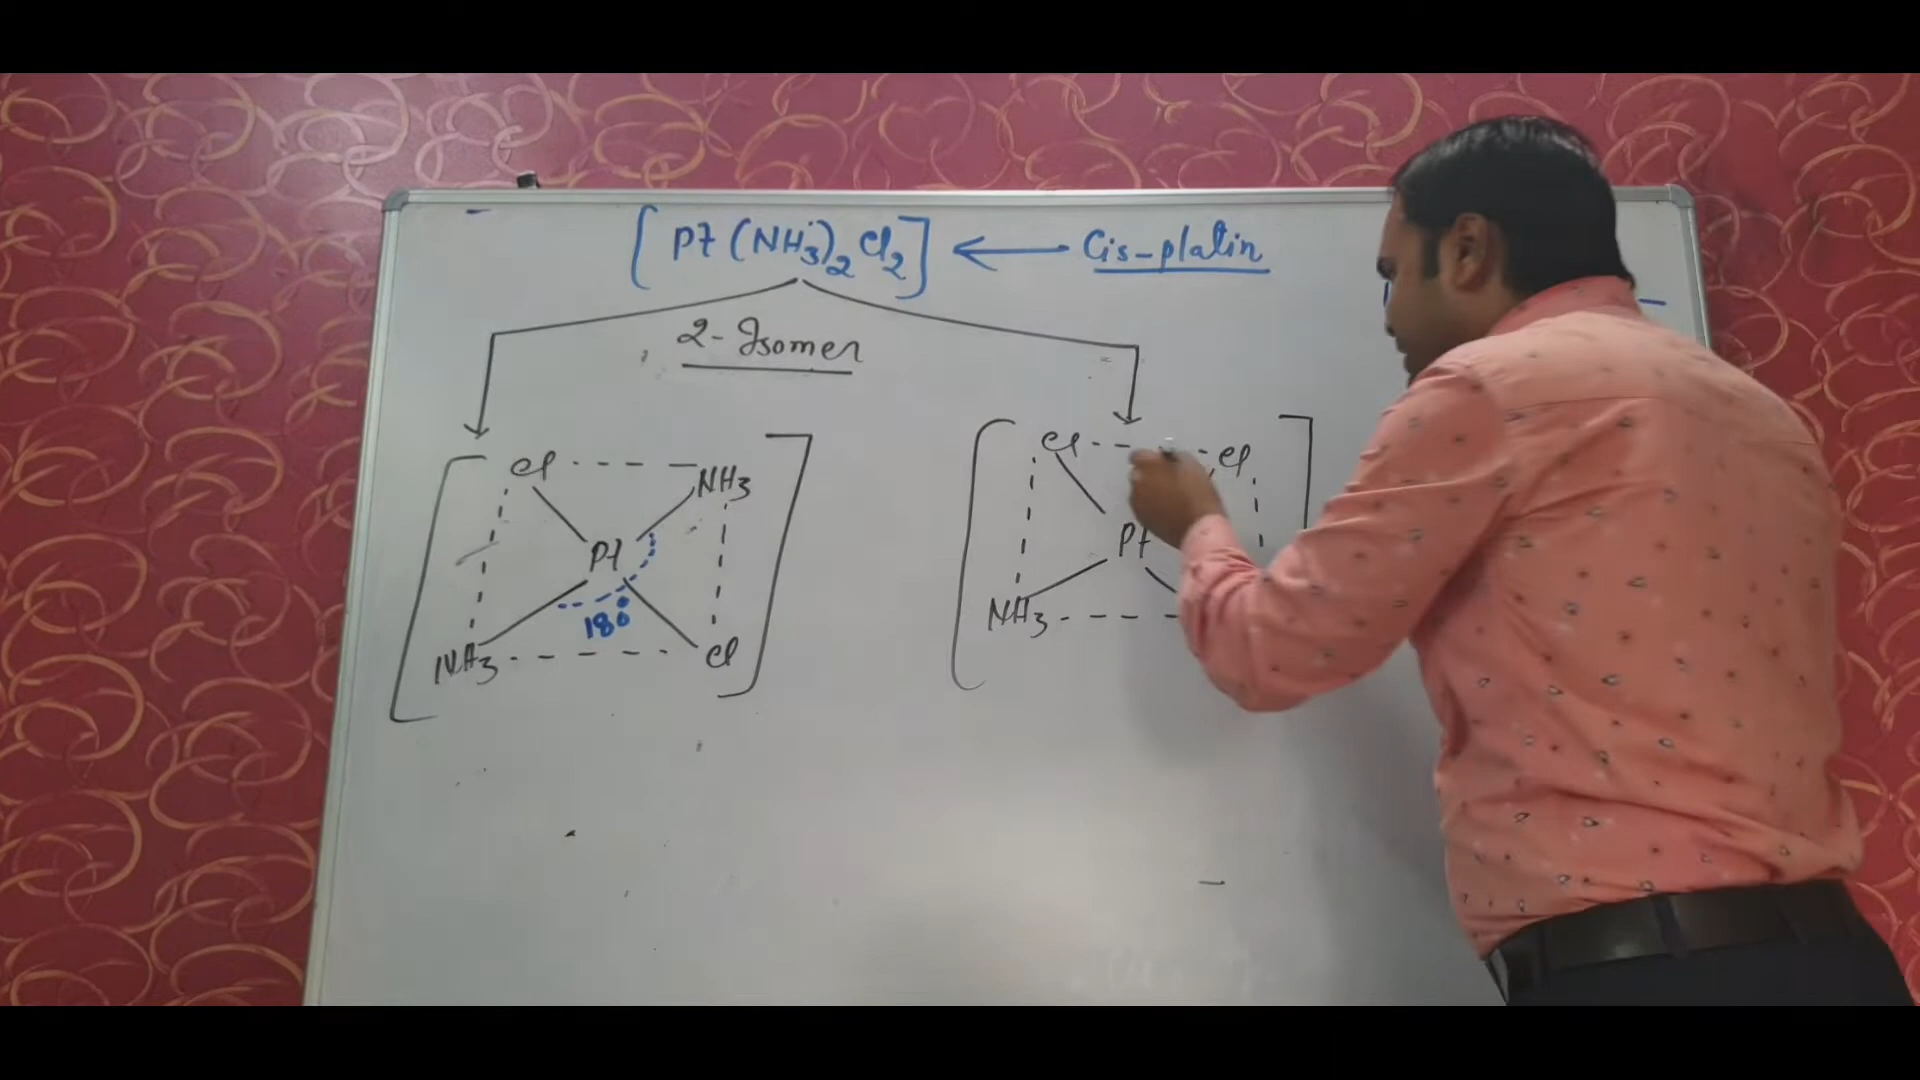 [Pt(NH3)2Cl2] ← Cis-platin
2-Isomer
Cl NH3
Pt
180
NH3 Cl
Cl Cl
Pt
NH3